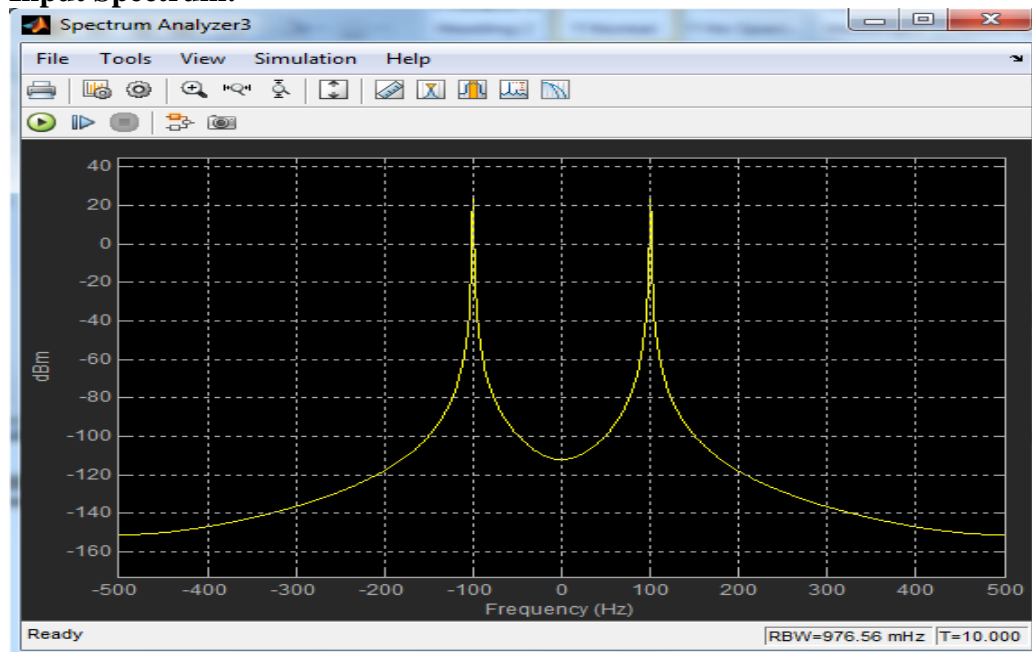 Input Spectrum:
Spectrum Analyzer3
File Tools View Simulation Help
40
20
0
-20
-40
-60
-80
-100
-120
-140
-160
dBm
-500 -400 -300 -200 -100 0 100 200 300 400 500
Frequency (Hz)
Ready RBW=976.56 mHz T=10.000